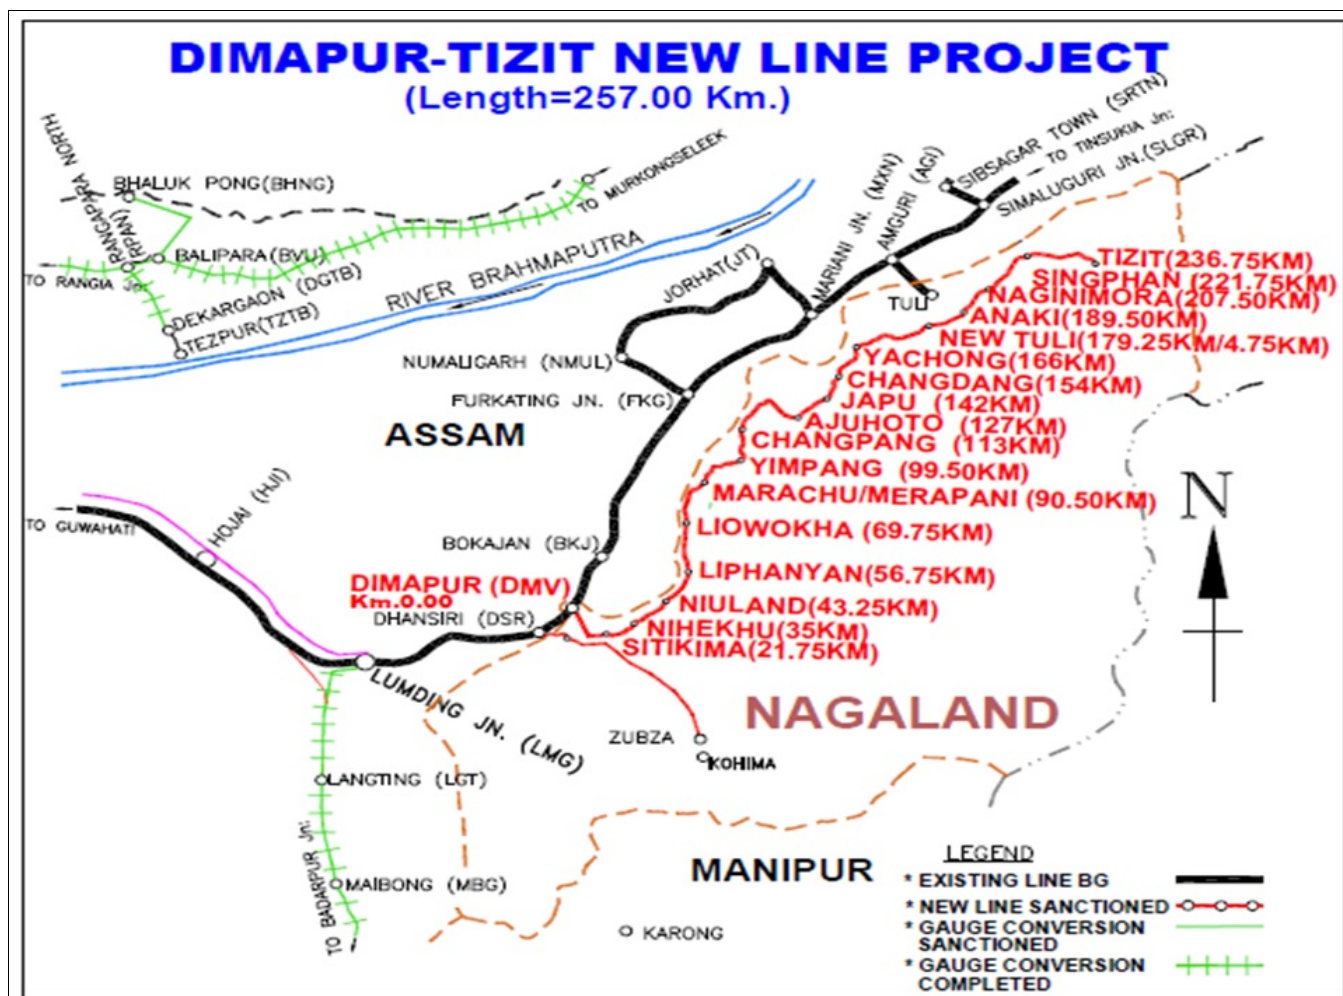 DIMAPUR-TIZIT NEW LINE PROJECT
(Length=257.00 Km.)
RANGAPARA NORTH
(RPAN)
BHALUK PONG(BHNG)
BALIPARA(BVU)
TO RANGIA Jn:
DEKARGAON (DGTB)
TEZPUR(TZTB)
TO MURKONGSELEEK
RIVER BRAHMAPUTRA
JORHAT(JT)
NUMALIGARH (NMUL)
FURKATING JN. (FKG)
MARIANI JN. (MXN)
AMGURI (AGI)
SIBSAGAR TOWN (SRTN)
TO TINSUKIA Jn:
SIMALUGURI JN.(SLGR)
TULI
TIZIT(236.75KM)
SINGPHAN (221.75KM)
NAGINIMORA(207.50KM)
ANAKI(189.50KM)
NEW TULI(179.25KM/4.75KM)
YACHONG(166KM)
CHANGDANG(154KM)
JAPU (142KM)
AJUHOTO (127KM)
CHANGPANG (113KM)
YIMPANG (99.50KM)
MARACHU/MERAPANI (90.50KM)
LIOWOKHA (69.75KM)
LIPHANYAN(56.75KM)
NIULAND(43.25KM)
NIHEKHU(35KM)
SITIKIMA(21.75KM)
ASSAM
HOJAI (HJI)
TO GUWAHATI
BOKAJAN (BKJ)
DIMAPUR (DMV)
Km.0.00
DHANSIRI (DSR)
LUMDING JN. (LMG)
NAGALAND
N
ZUBZA
KOHIMA
LANGTING (LGT)
TO BADARPUR Jn:
MAIBONG (MBG)
MANIPUR
KARONG
LEGEND
* EXISTING LINE BG
* NEW LINE SANCTIONED
* GAUGE CONVERSION
SANCTIONED
* GAUGE CONVERSION
COMPLETED